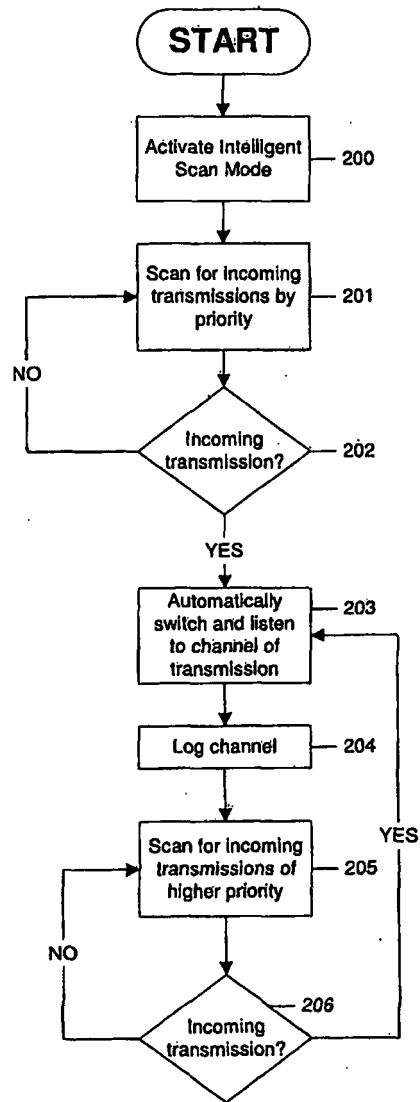 START
Activate Intelligent
Scan Mode
200
Scan for incoming
transmissions by
priority
201
NO
Incoming
transmission?
202
YES
Automatically
switch and listen
to channel of
transmission
203
Log channel
204
YES
Scan for incoming
transmissions of
higher priority
205
NO
206
Incoming
transmission?